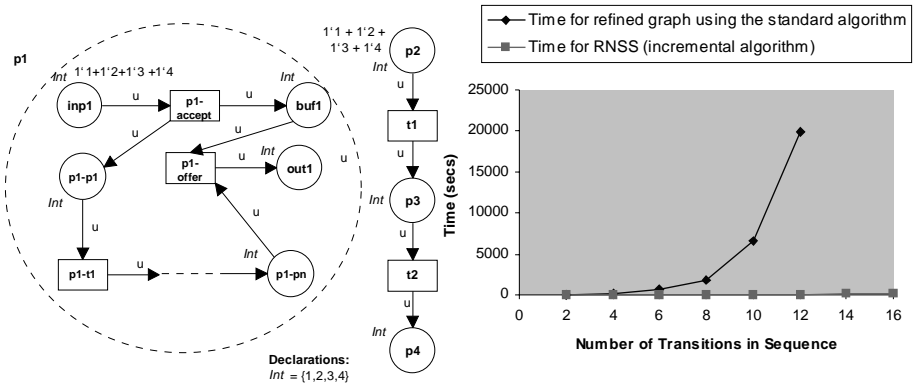 p1
1‘1+1‘2+1‘3 +1‘4
Int
Int
inp1
u
p1-
accept
u
buf1
u
u
p1-p1
Int
p1-
offer
u
Int
out1
u
u
u
p1-t1
u
Int
p1-pn
1‘1 + 1‘2 +
1‘3 + 1‘4
p2
Int
u
t1
u
Int
p3
u
t2
u
Int
p4
Declarations:
Int = {1,2,3,4}
Time for refined graph using the standard algorithm
Time for RNSS (incremental algorithm)
Time (secs)
25000
20000
15000
10000
5000
0
0 2 4 6 8 10 12 14 16
Number of Transitions in Sequence